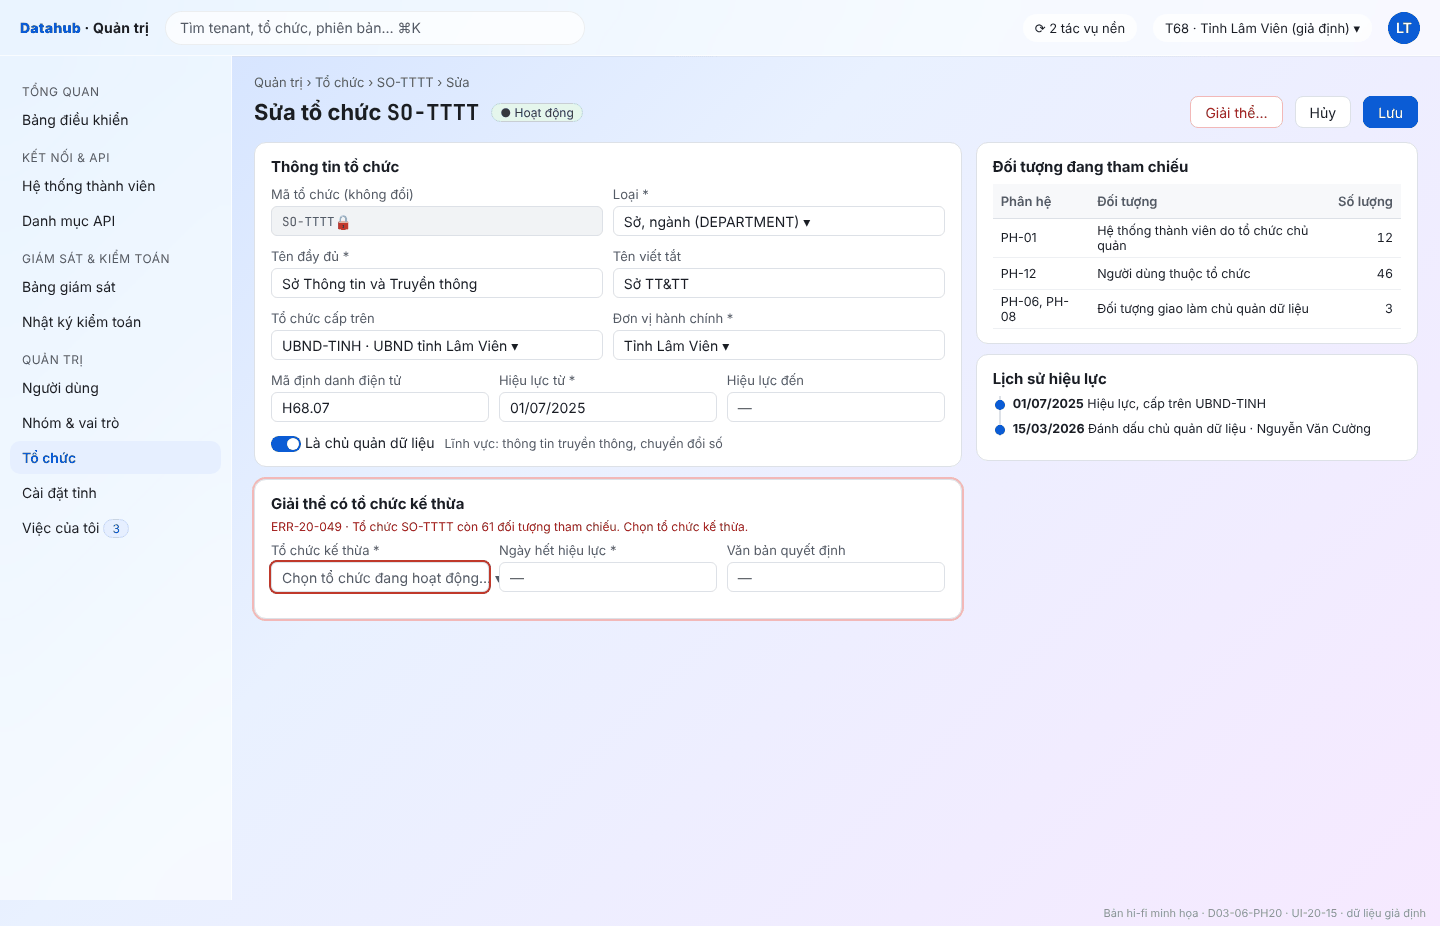 Datahub · Quản trị
Tìm tenant, tổ chức, phiên bản... ⌘K
⟳ 2 tác vụ nền
T68 · Tỉnh Lâm Viên (giả định) ▾
LT
TỔNG QUAN
Bảng điều khiển
KẾT NỐI & API
Hệ thống thành viên
Danh mục API
GIÁM SÁT & KIỂM TOÁN
Bảng giám sát
Nhật ký kiểm toán
QUẢN TRỊ
Người dùng
Nhóm & vai trò
Tổ chức
Cài đặt tỉnh
Việc của tôi 3
Quản trị › Tổ chức › SO-TTTT › Sửa
Sửa tổ chức SO-TTTT
● Hoạt động
Giải thể...
Hủy
Lưu
Thông tin tổ chức
Mã tổ chức (không đổi)
Loại *
SO-TTTT🔒
Sở, ngành (DEPARTMENT) ▾
Tên đầy đủ *
Tên viết tắt
Sở Thông tin và Truyền thông
Sở TT&TT
Tổ chức cấp trên
Đơn vị hành chính *
UBND-TINH · UBND tỉnh Lâm Viên ▾
Tỉnh Lâm Viên ▾
Mã định danh điện tử
Hiệu lực từ *
Hiệu lực đến
H68.07
01/07/2025
—
Là chủ quản dữ liệu
Lĩnh vực: thông tin truyền thông, chuyển đổi số
Giải thể có tổ chức kế thừa
ERR-20-049 · Tổ chức SO-TTTT còn 61 đối tượng tham chiếu. Chọn tổ chức kế thừa.
Tổ chức kế thừa *
Ngày hết hiệu lực *
Văn bản quyết định
Chọn tổ chức đang hoạt động... ▾
—
—
Đối tượng đang tham chiếu
Phân hệ
Đối tượng
Số lượng
PH-01
Hệ thống thành viên do tổ chức chủ
quản
12
PH-12
Người dùng thuộc tổ chức
46
PH-06, PH-
08
Đối tượng giao làm chủ quản dữ liệu
3
Lịch sử hiệu lực
01/07/2025 Hiệu lực, cấp trên UBND-TINH
15/03/2026 Đánh dấu chủ quản dữ liệu · Nguyễn Văn Cường
Bản hi-fi minh họa · D03-06-PH20 · UI-20-15 · dữ liệu giả định